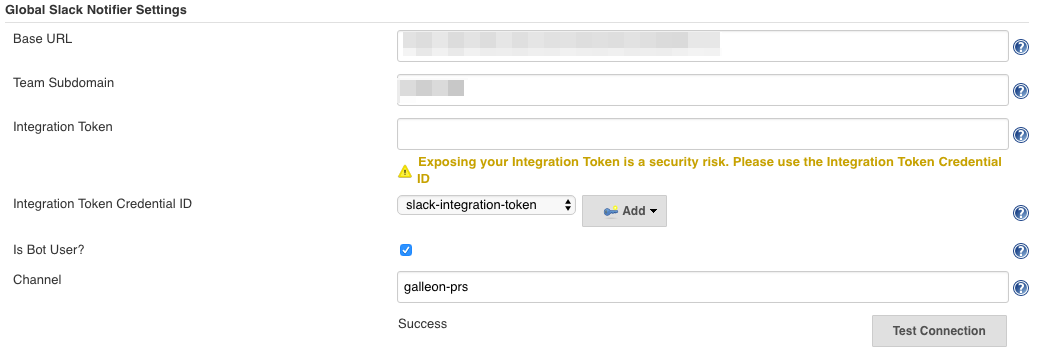 Global Slack Notifier Settings
Base URL
Team Subdomain
Integration Token
Exposing your Integration Token is a security risk. Please use the Integration Token Credential
ID
Integration Token Credential ID
slack-integration-token
Add
Is Bot User?
Channel
galleon-prs
Success
Test Connection